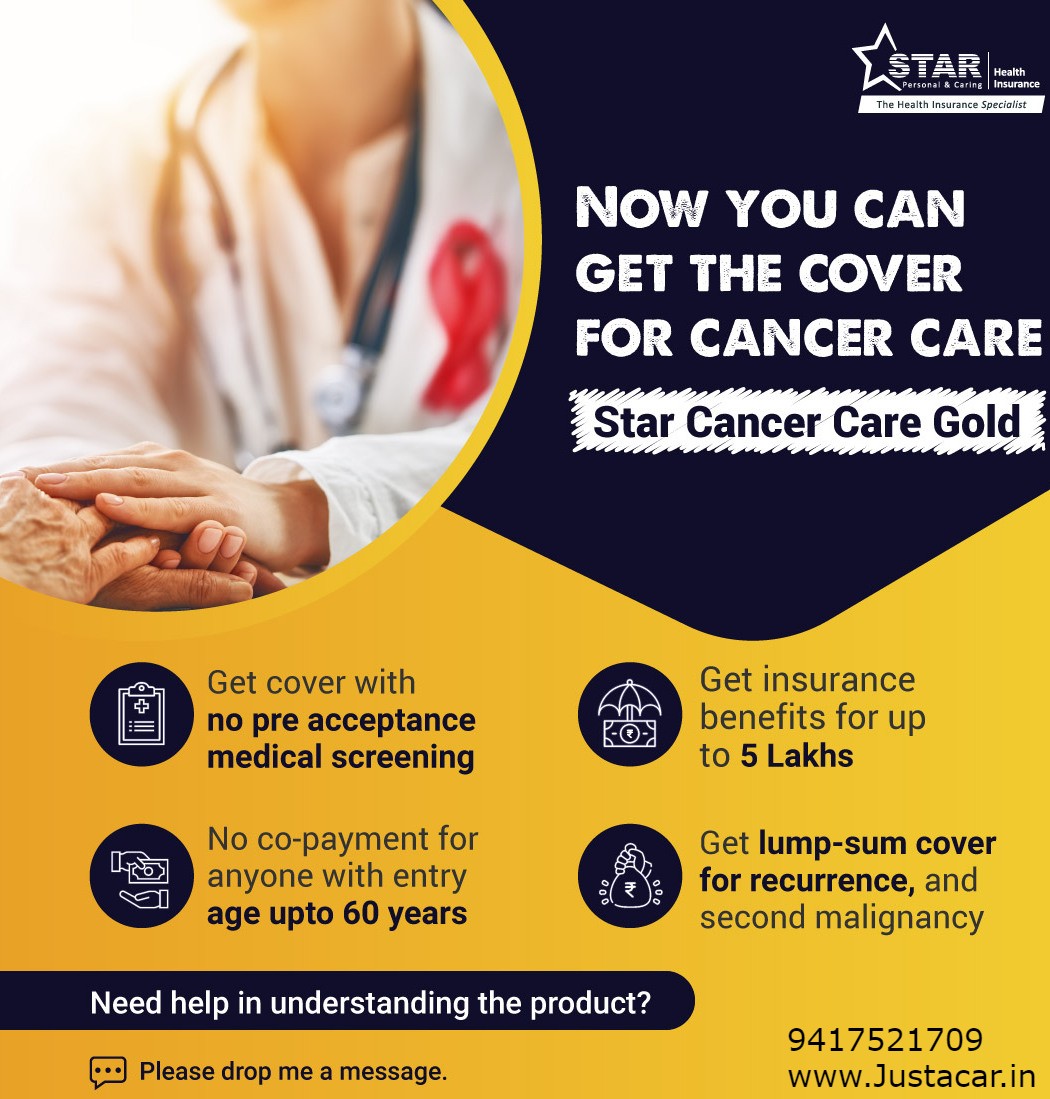 STAR
Health
Insurance
Personal & Caring
The Health Insurance Specialist
NOW YOU CAN
GET THE COVER
FOR CANCER CARE
Star Cancer Care Gold
Get cover with
no pre acceptance
medical screening
Get insurance
benefits for up
to 5 Lakhs
No co-payment for
anyone with entry
age upto 60 years
Get lump-sum cover
for recurrence, and
second malignancy
Need help in understanding the product?
Please drop me a message.
9417521709
www.Justacar.in